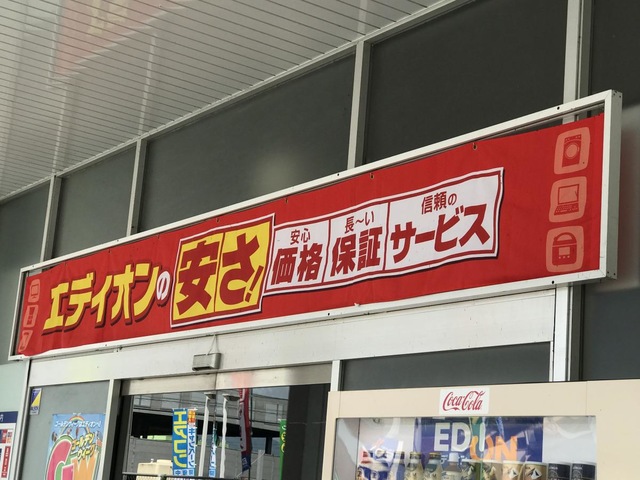 エディオンの安さ!
安心価格
長〜い保証
信頼のサービス
Coca-Cola
EDION